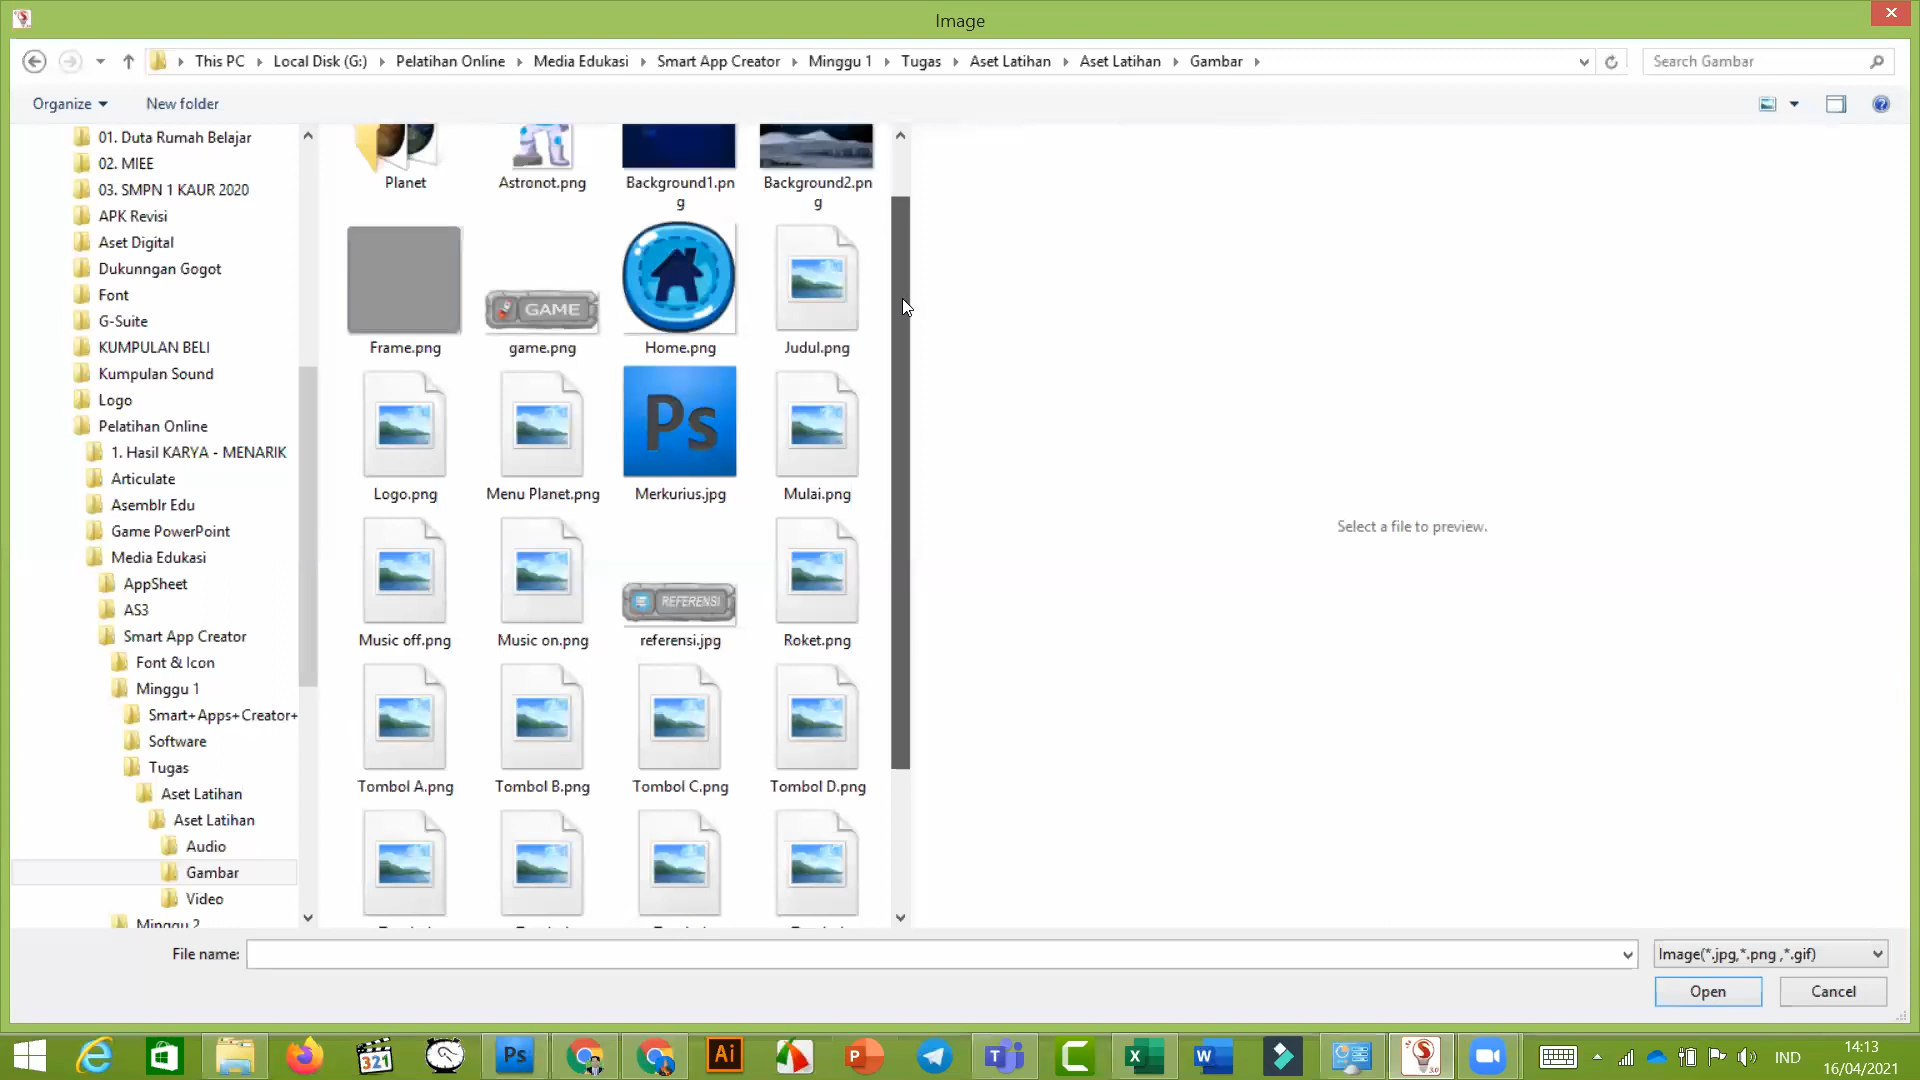 Image
This PC
Local Disk (G:)
Pelatihan Online
Media Edukasi
Smart App Creator
Minggu 1
Tugas
Aset Latihan
Aset Latihan
Gambar
Search Gambar
Organize
New folder
01. Duta Rumah Belajar
02. MIEE
03. SMPN 1 KAUR 2020
APK Revisi
Aset Digital
Dukunngan Gogot
Font
G-Suite
KUMPULAN BELI
Kumpulan Sound
Logo
Pelatihan Online
1. Hasil KARYA - MENARIK
Articulate
Asemblr Edu
Game PowerPoint
Media Edukasi
AppSheet
AS3
Smart App Creator
Font & Icon
Minggu 1
Smart+Apps+Creator+
Software
Tugas
Aset Latihan
Aset Latihan
Audio
Gambar
Video
Minggu 2
Planet
Astronot.png
Background1.pn
g
Background2.pn
g
GAME
Frame.png
game.png
Home.png
Judul.png
Ps
Logo.png
Menu Planet.png
Merkurius.jpg
Mulai.png
REFERENSI
Music off.png
Music on.png
referensi.jpg
Roket.png
Tombol A.png
Tombol B.png
Tombol C.png
Tombol D.png
Select a file to preview.
File name:
Image(*.jpg,*.png ,*.gif)
Open
Cancel
321
Ps
Ai
P
T
X
W
3.0
IND
14:13
16/04/2021